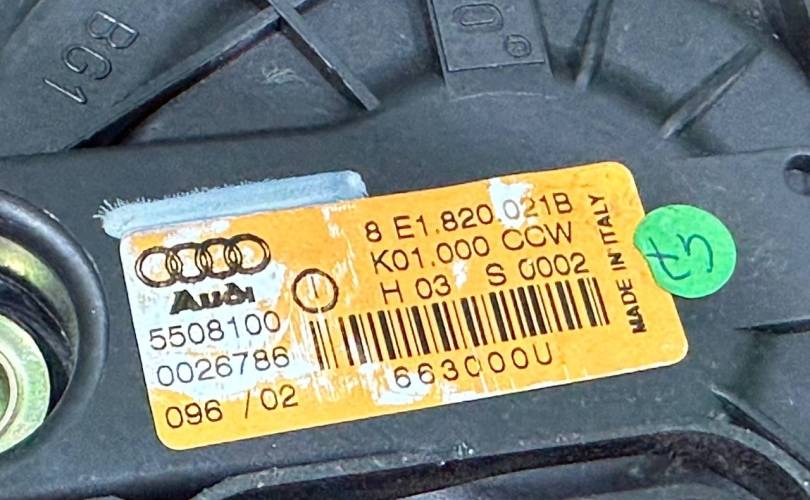 BG1
8 E1.820.021B
K01.000 CCW
H 03 S 0002
MADE IN ITALY
Audi
5508100
0026786
096 / 02
663000U